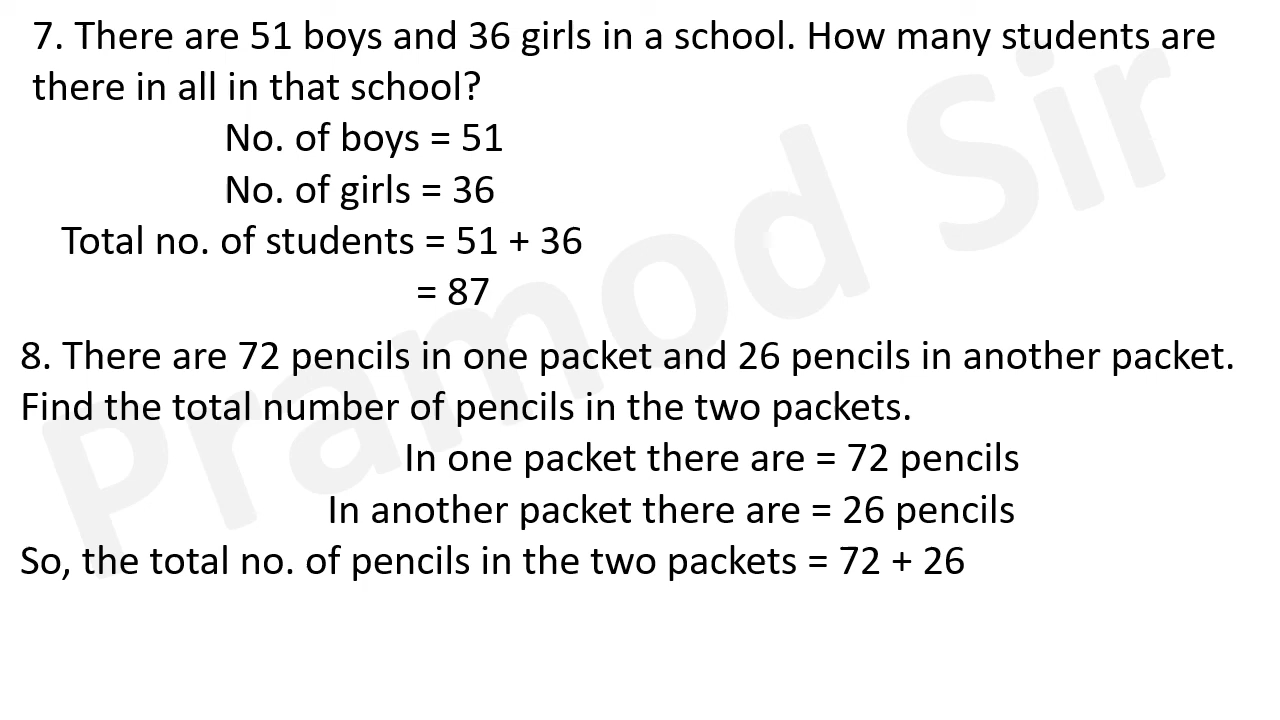 7. There are 51 boys and 36 girls in a school. How many students are
there in all in that school?
No. of boys = 51
No. of girls = 36
Total no. of students = 51 + 36
= 87
8. There are 72 pencils in one packet and 26 pencils in another packet.
Find the total number of pencils in the two packets.
In one packet there are = 72 pencils
In another packet there are = 26 pencils
So, the total no. of pencils in the two packets = 72 + 26
Pramod Sir